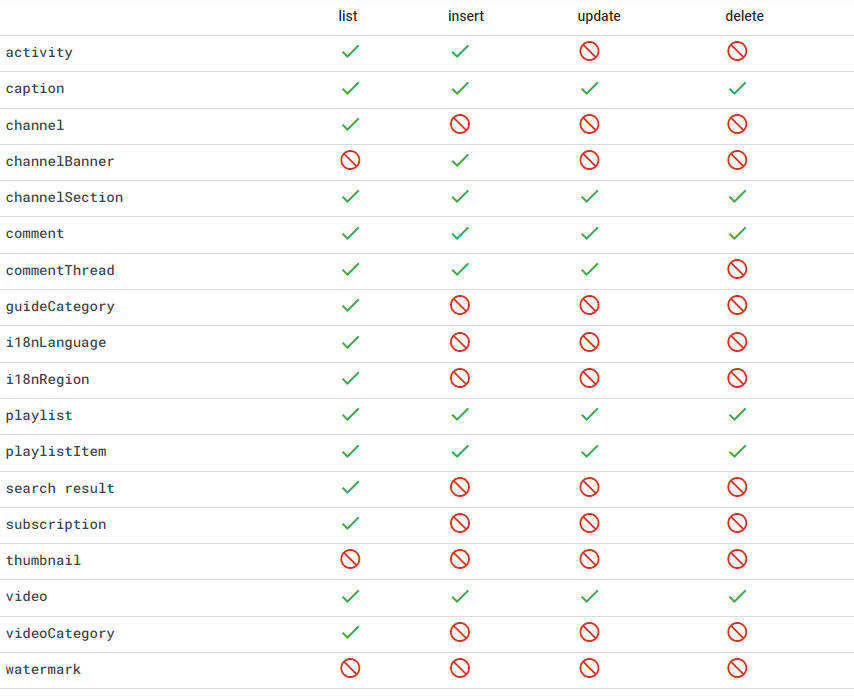 list insert update delete
activity
caption
channel
channelBanner
channelSection
comment
commentThread
guideCategory
i18nLanguage
i18nRegion
playlist
playlistItem
search result
subscription
thumbnail
video
videoCategory
watermark